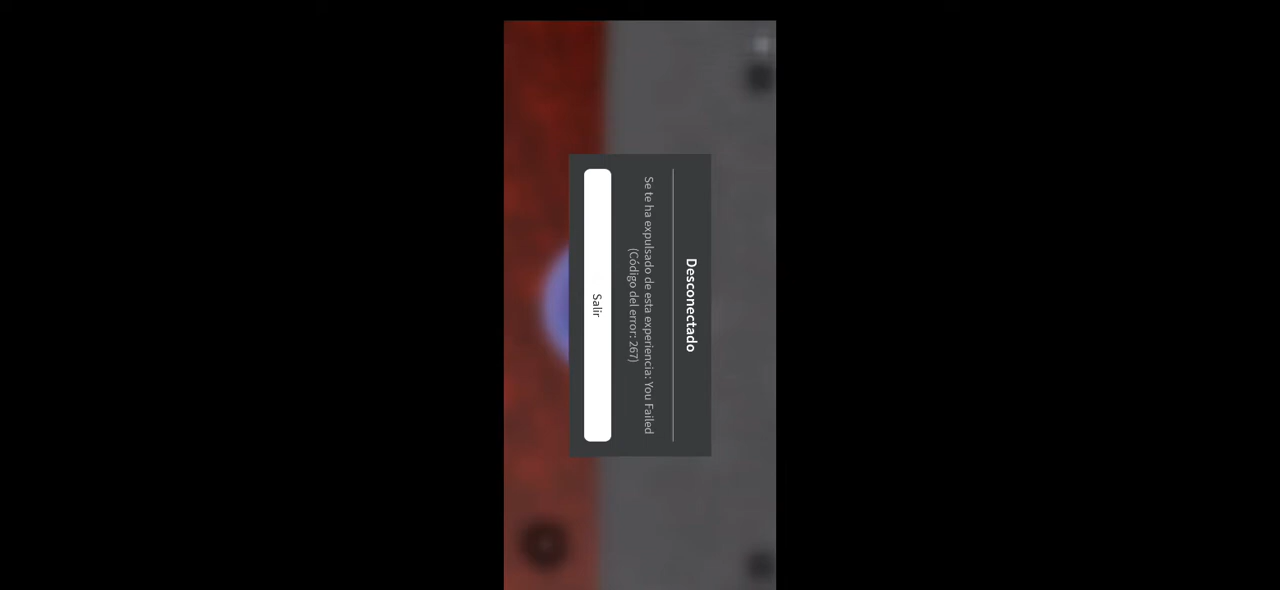 Desconectado
Se te ha expulsado de esta experiencia: You Failed
(Código del error: 267)
Salir